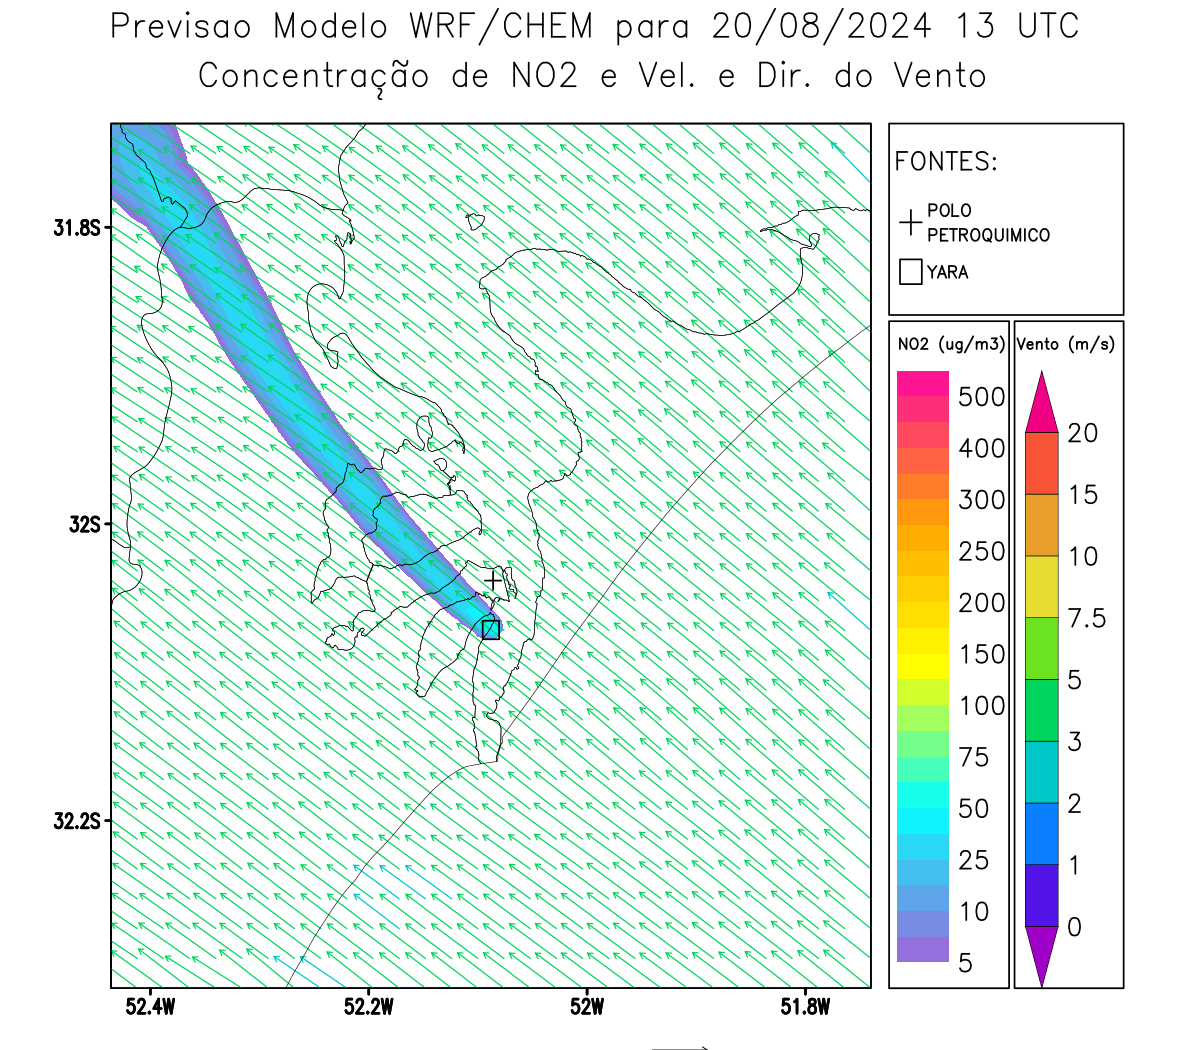 Previsao Modelo WRF/CHEM para 20/08/2024 13 UTC
Concentração de NO2 e Vel. e Dir. do Vento
FONTES:
POLO
PETROQUIMICO
YARA
NO2 (ug/m3)
500
400
300
250
200
150
100
75
50
25
10
5
Vento (m/s)
20
15
10
7.5
5
3
2
1
0
31.8S
32S
32.2S
52.4W
52.2W
52W
51.8W